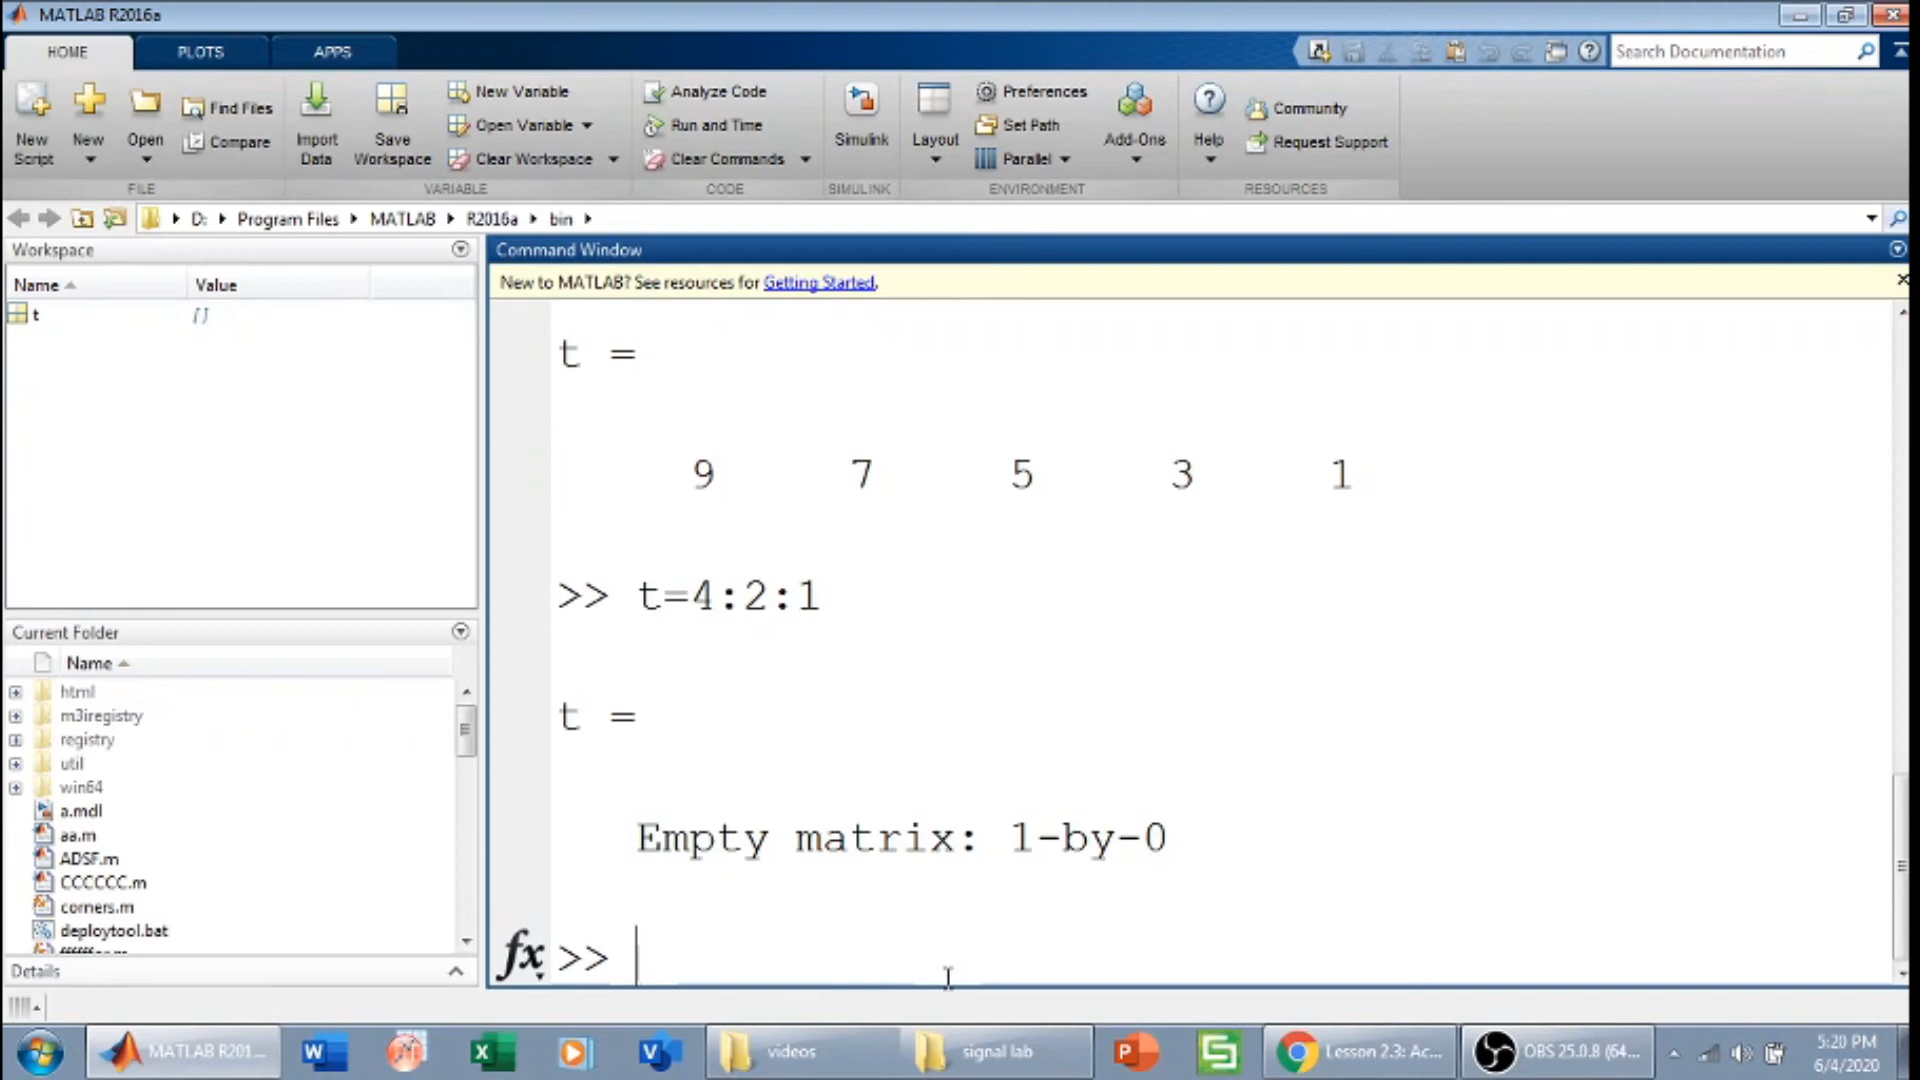 MATLAB R2016a
HOME PLOTS APPS
Search Documentation
New Script
New
Open
Find Files
Compare
Import Data
Save Workspace
New Variable
Open Variable
Clear Workspace
Analyze Code
Run and Time
Clear Commands
Simulink
Layout
Preferences
Set Path
Parallel
Add-Ons
Help
Community
Request Support
FILE VARIABLE CODE SIMULINK ENVIRONMENT RESOURCES
D: Program Files MATLAB R2016a bin
Workspace
Name Value
t []
Current Folder
Name
html
m3iregistry
registry
util
win64
a.mdl
aa.m
ADSF.m
CCCCCC.m
corners.m
deploytool.bat
Details
Command Window
New to MATLAB? See resources for Getting Started.
t =
9 7 5 3 1
>> t=4:2:1
t =
Empty matrix: 1-by-0
fx >>
MATLAB R201...
videos
signal lab
Lesson 2.3: Ac...
OBS 25.0.8 (64...
5:20 PM
6/4/2020